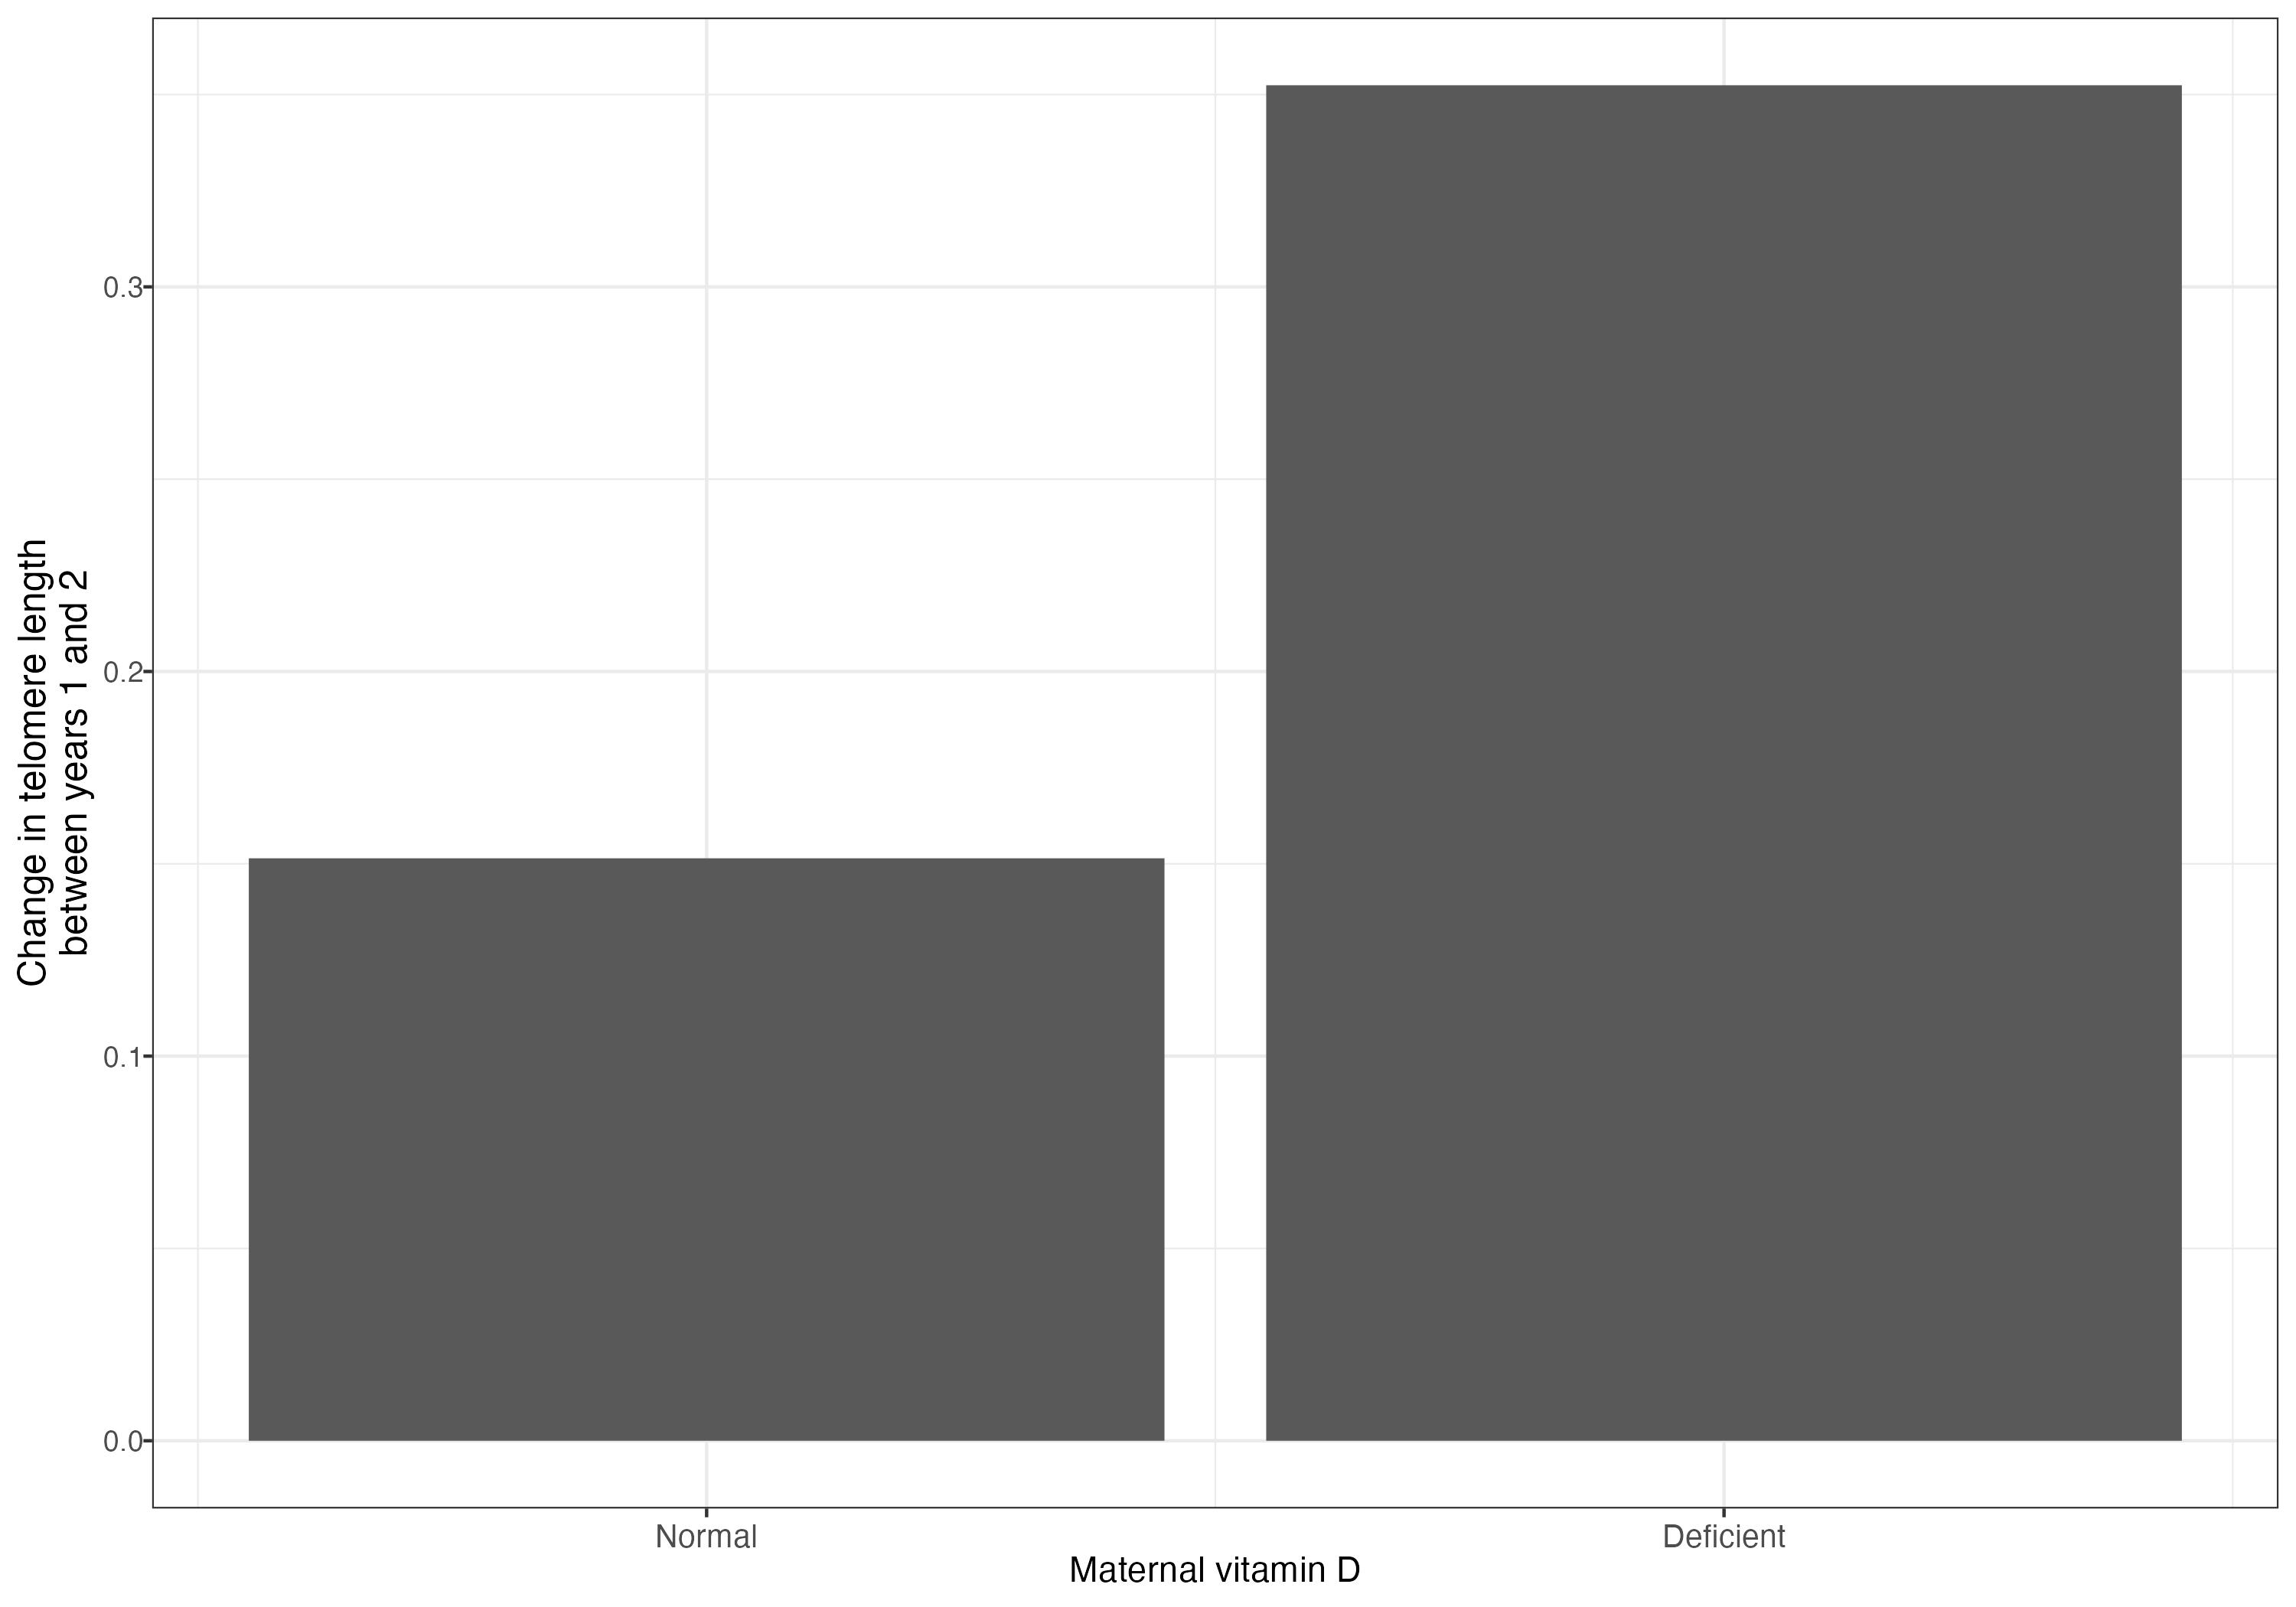 Change in telomere length
between years 1 and 2
0.3
0.2
0.1
0.0
Normal
Deficient
Maternal vitamin D